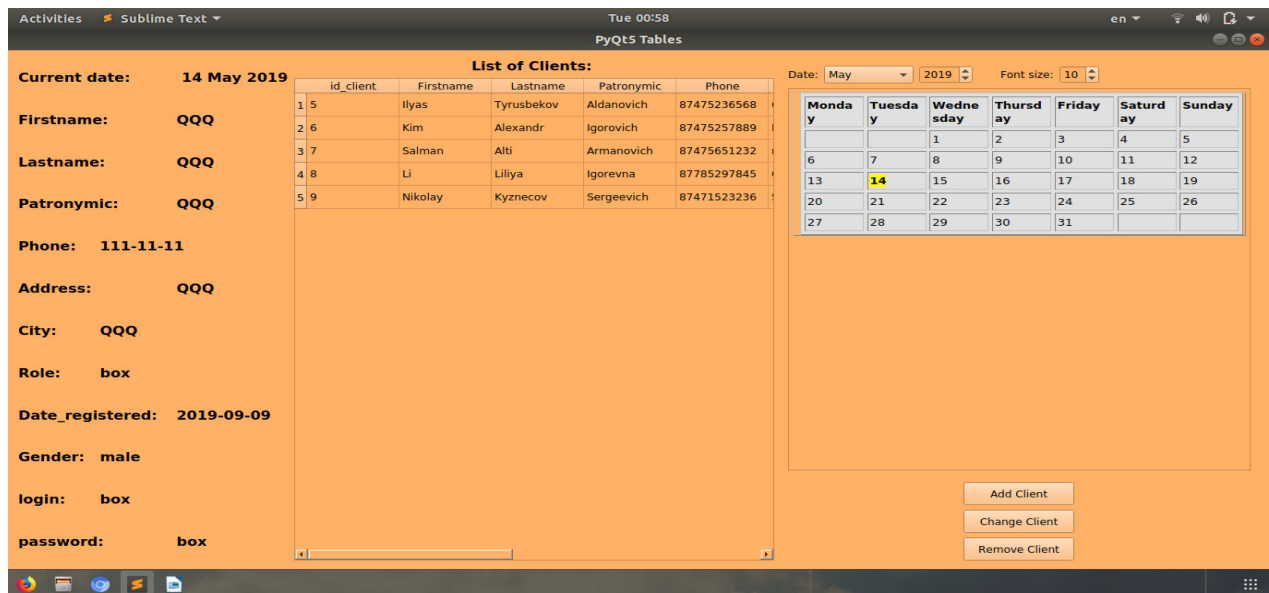 Activities Sublime Text Tue 00:58 en
PyQt5 Tables
Current date: 14 May 2019
Firstname: QQQ
Lastname: QQQ
Patronymic: QQQ
Phone: 111-11-11
Address: QQQ
City: QQQ
Role: box
Date_registered: 2019-09-09
Gender: male
login: box
password: box
List of Clients:
id_client Firstname Lastname Patronymic Phone
1 5 Ilyas Tyrusbekov Aldanovich 87475236568
2 6 Kim Alexandr Igorovich 87475257889
3 7 Salman Alti Armanovich 87475651232
4 8 Li Liliya Igorevna 87785297845
5 9 Nikolay Kyznecov Sergeevich 87471523236
Date: May 2019 Font size: 10
Monda Tuesda Wedne Thursd Friday Saturd Sunday
y y sday ay ay
1 2 3 4 5
6 7 8 9 10 11 12
13 14 15 16 17 18 19
20 21 22 23 24 25 26
27 28 29 30 31
Add Client
Change Client
Remove Client